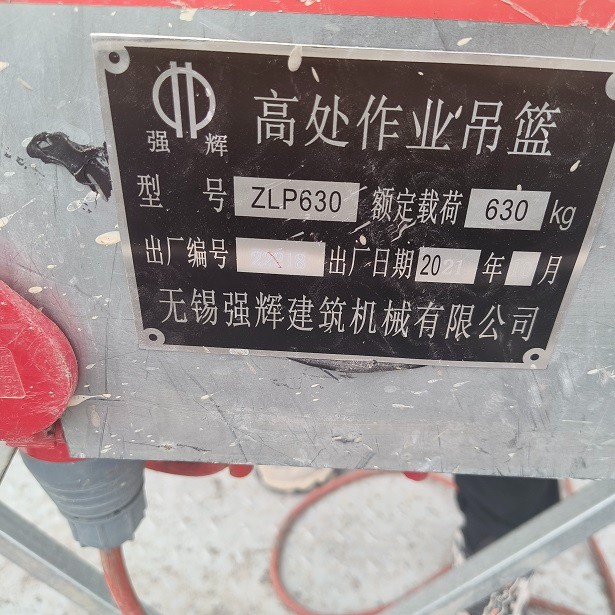 高处作业吊篮
强辉
型号 ZLP630 额定载荷 630 kg
出厂编号 出厂日期 2021 年 月
无锡强辉建筑机械有限公司